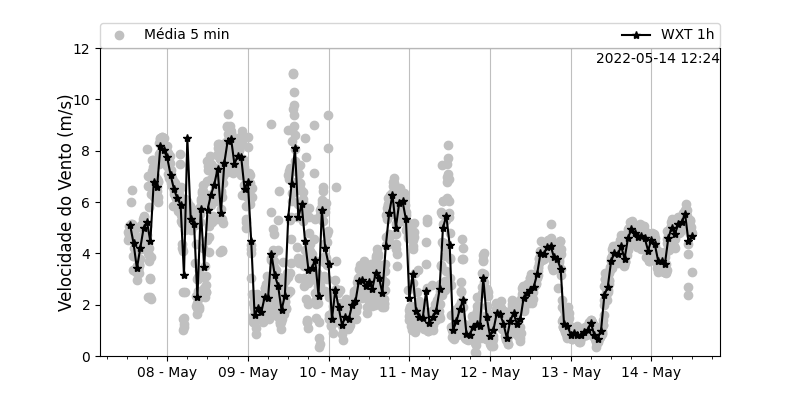 Média 5 min
WXT 1h
2022-05-14 12:24
Velocidade do Vento (m/s)
12
10
8
6
4
2
0
08 - May
09 - May
10 - May
11 - May
12 - May
13 - May
14 - May